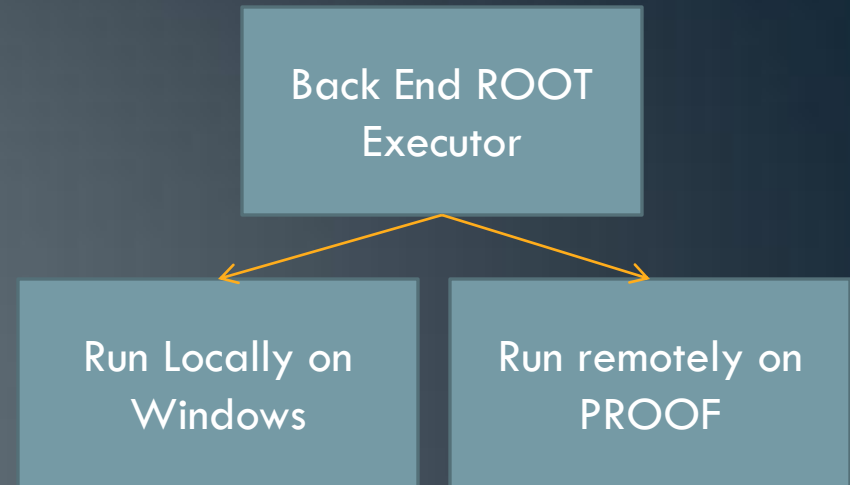 Back End ROOT
Executor
Run Locally on
Windows
Run remotely on
PROOF